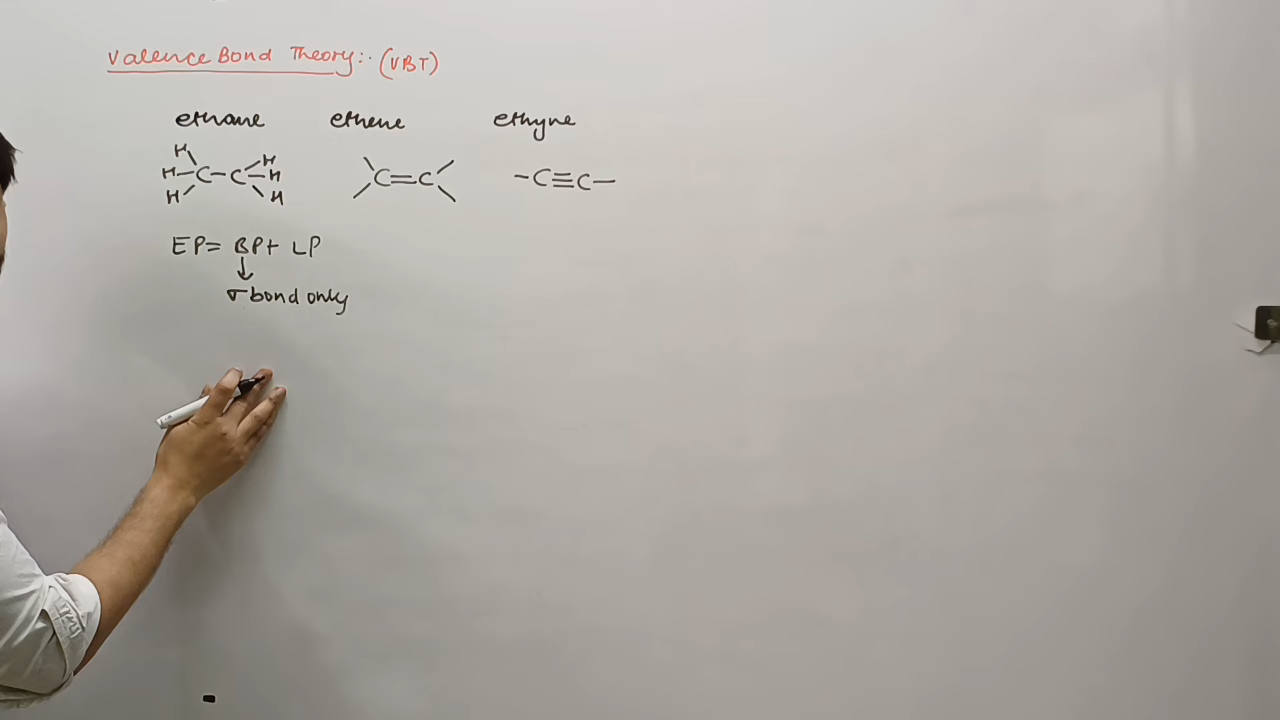 Valence Bond Theory:- (VBT)
ethane ethene ethyne
H H
H-C-C-H C=C -C≡C-
H H
EP= BP+ LP
↓
σ bond only